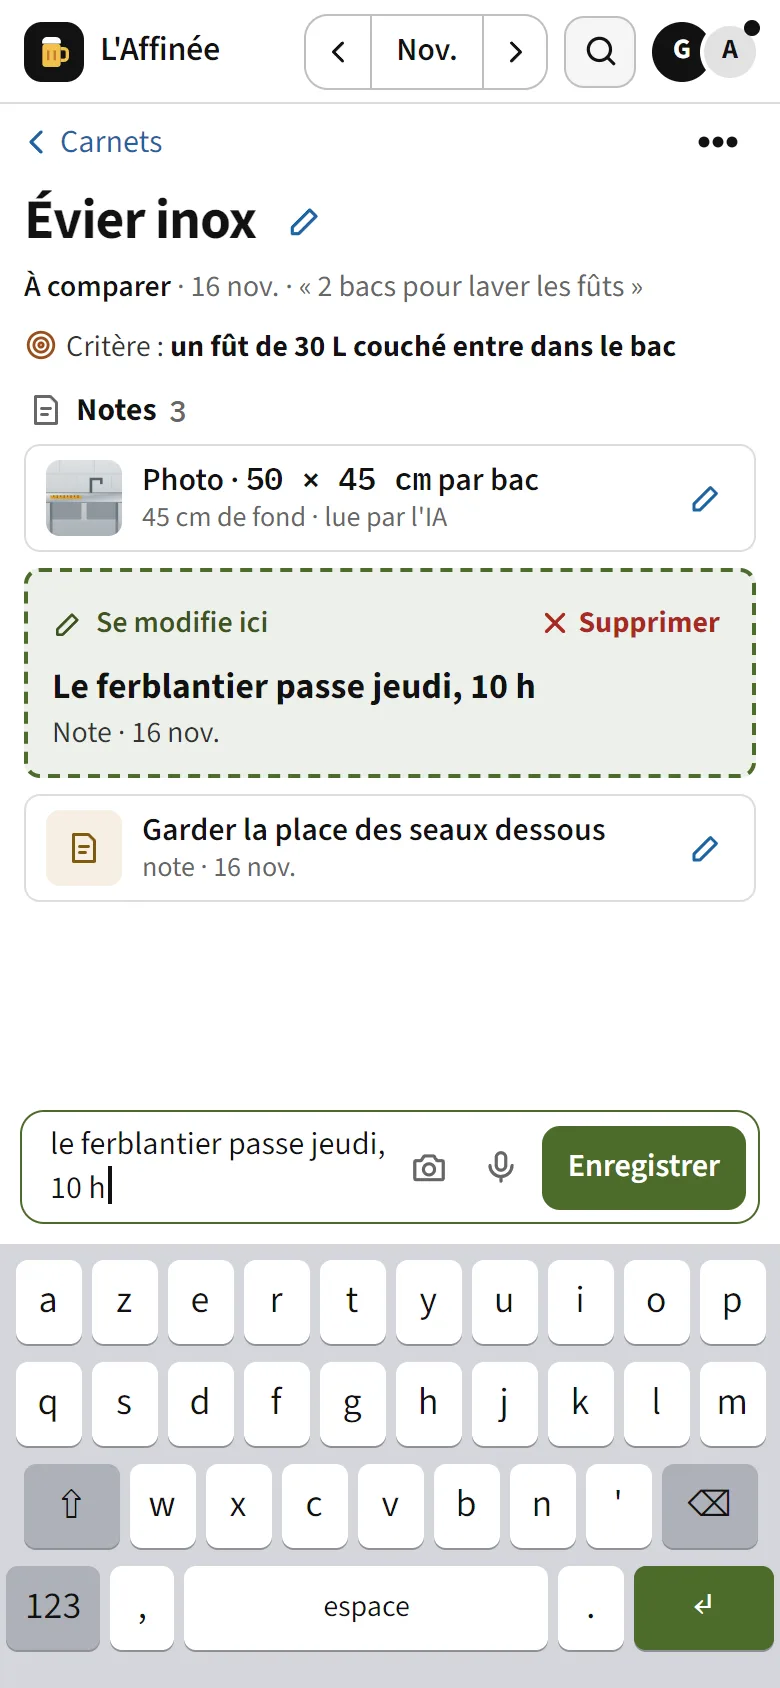 L'Affinée
Nov.
G
A
Carnets
Évier inox
À comparer · 16 nov. · « 2 bacs pour laver les fûts »
Critère : un fût de 30 L couché entre dans le bac
Notes 3
Photo · 50 × 45 cm par bac
45 cm de fond · lue par l'IA
Se modifie ici
Supprimer
Le ferblantier passe jeudi, 10 h
Note · 16 nov.
Garder la place des seaux dessous
note · 16 nov.
le ferblantier passe jeudi,
10 h
Enregistrer
a z e r t y u i o p
q s d f g h j k l m
⇧ w x c v b n ' ⌫
123 , espace . ↵